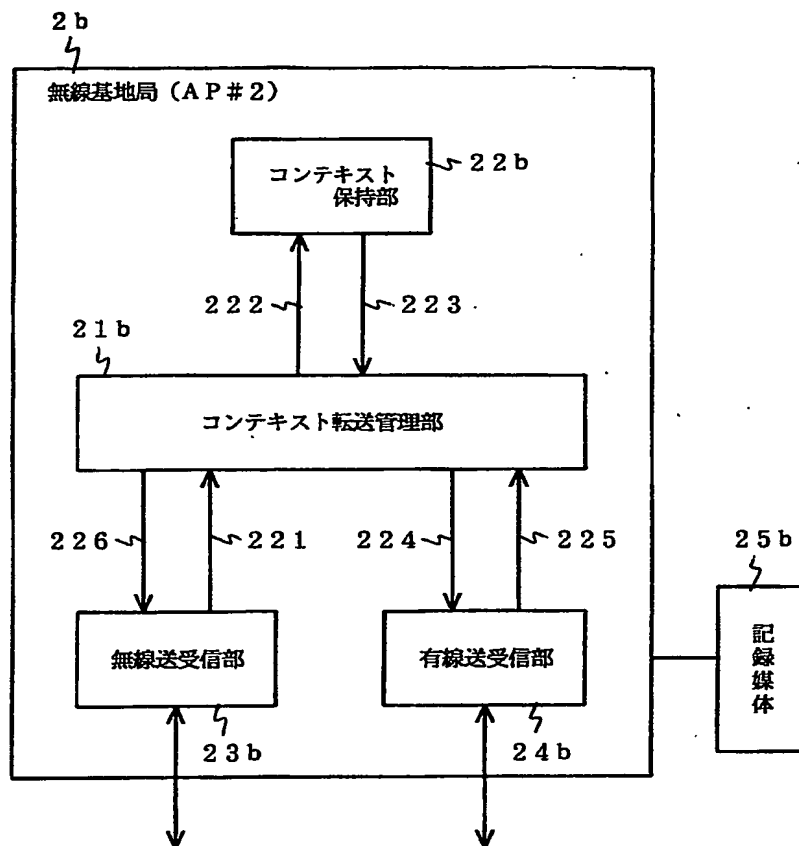 2b
無線基地局(AP#2)
コンテキスト
保持部
22b
222
223
21b
コンテキスト転送管理部
226
221
224
225
25b
無線送受信部
有線送受信部
記録媒体
23b
24b